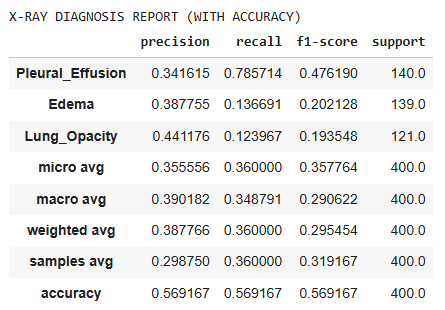 X-RAY DIAGNOSIS REPORT (WITH ACCURACY)
precision recall f1-score support
Pleural_Effusion 0.341615 0.785714 0.476190 140.0
Edema 0.387755 0.136691 0.202128 139.0
Lung_Opacity 0.441176 0.123967 0.193548 121.0
micro avg 0.355556 0.360000 0.357764 400.0
macro avg 0.390182 0.348791 0.290622 400.0
weighted avg 0.387766 0.360000 0.295454 400.0
samples avg 0.298750 0.360000 0.319167 400.0
accuracy 0.569167 0.569167 0.569167 400.0